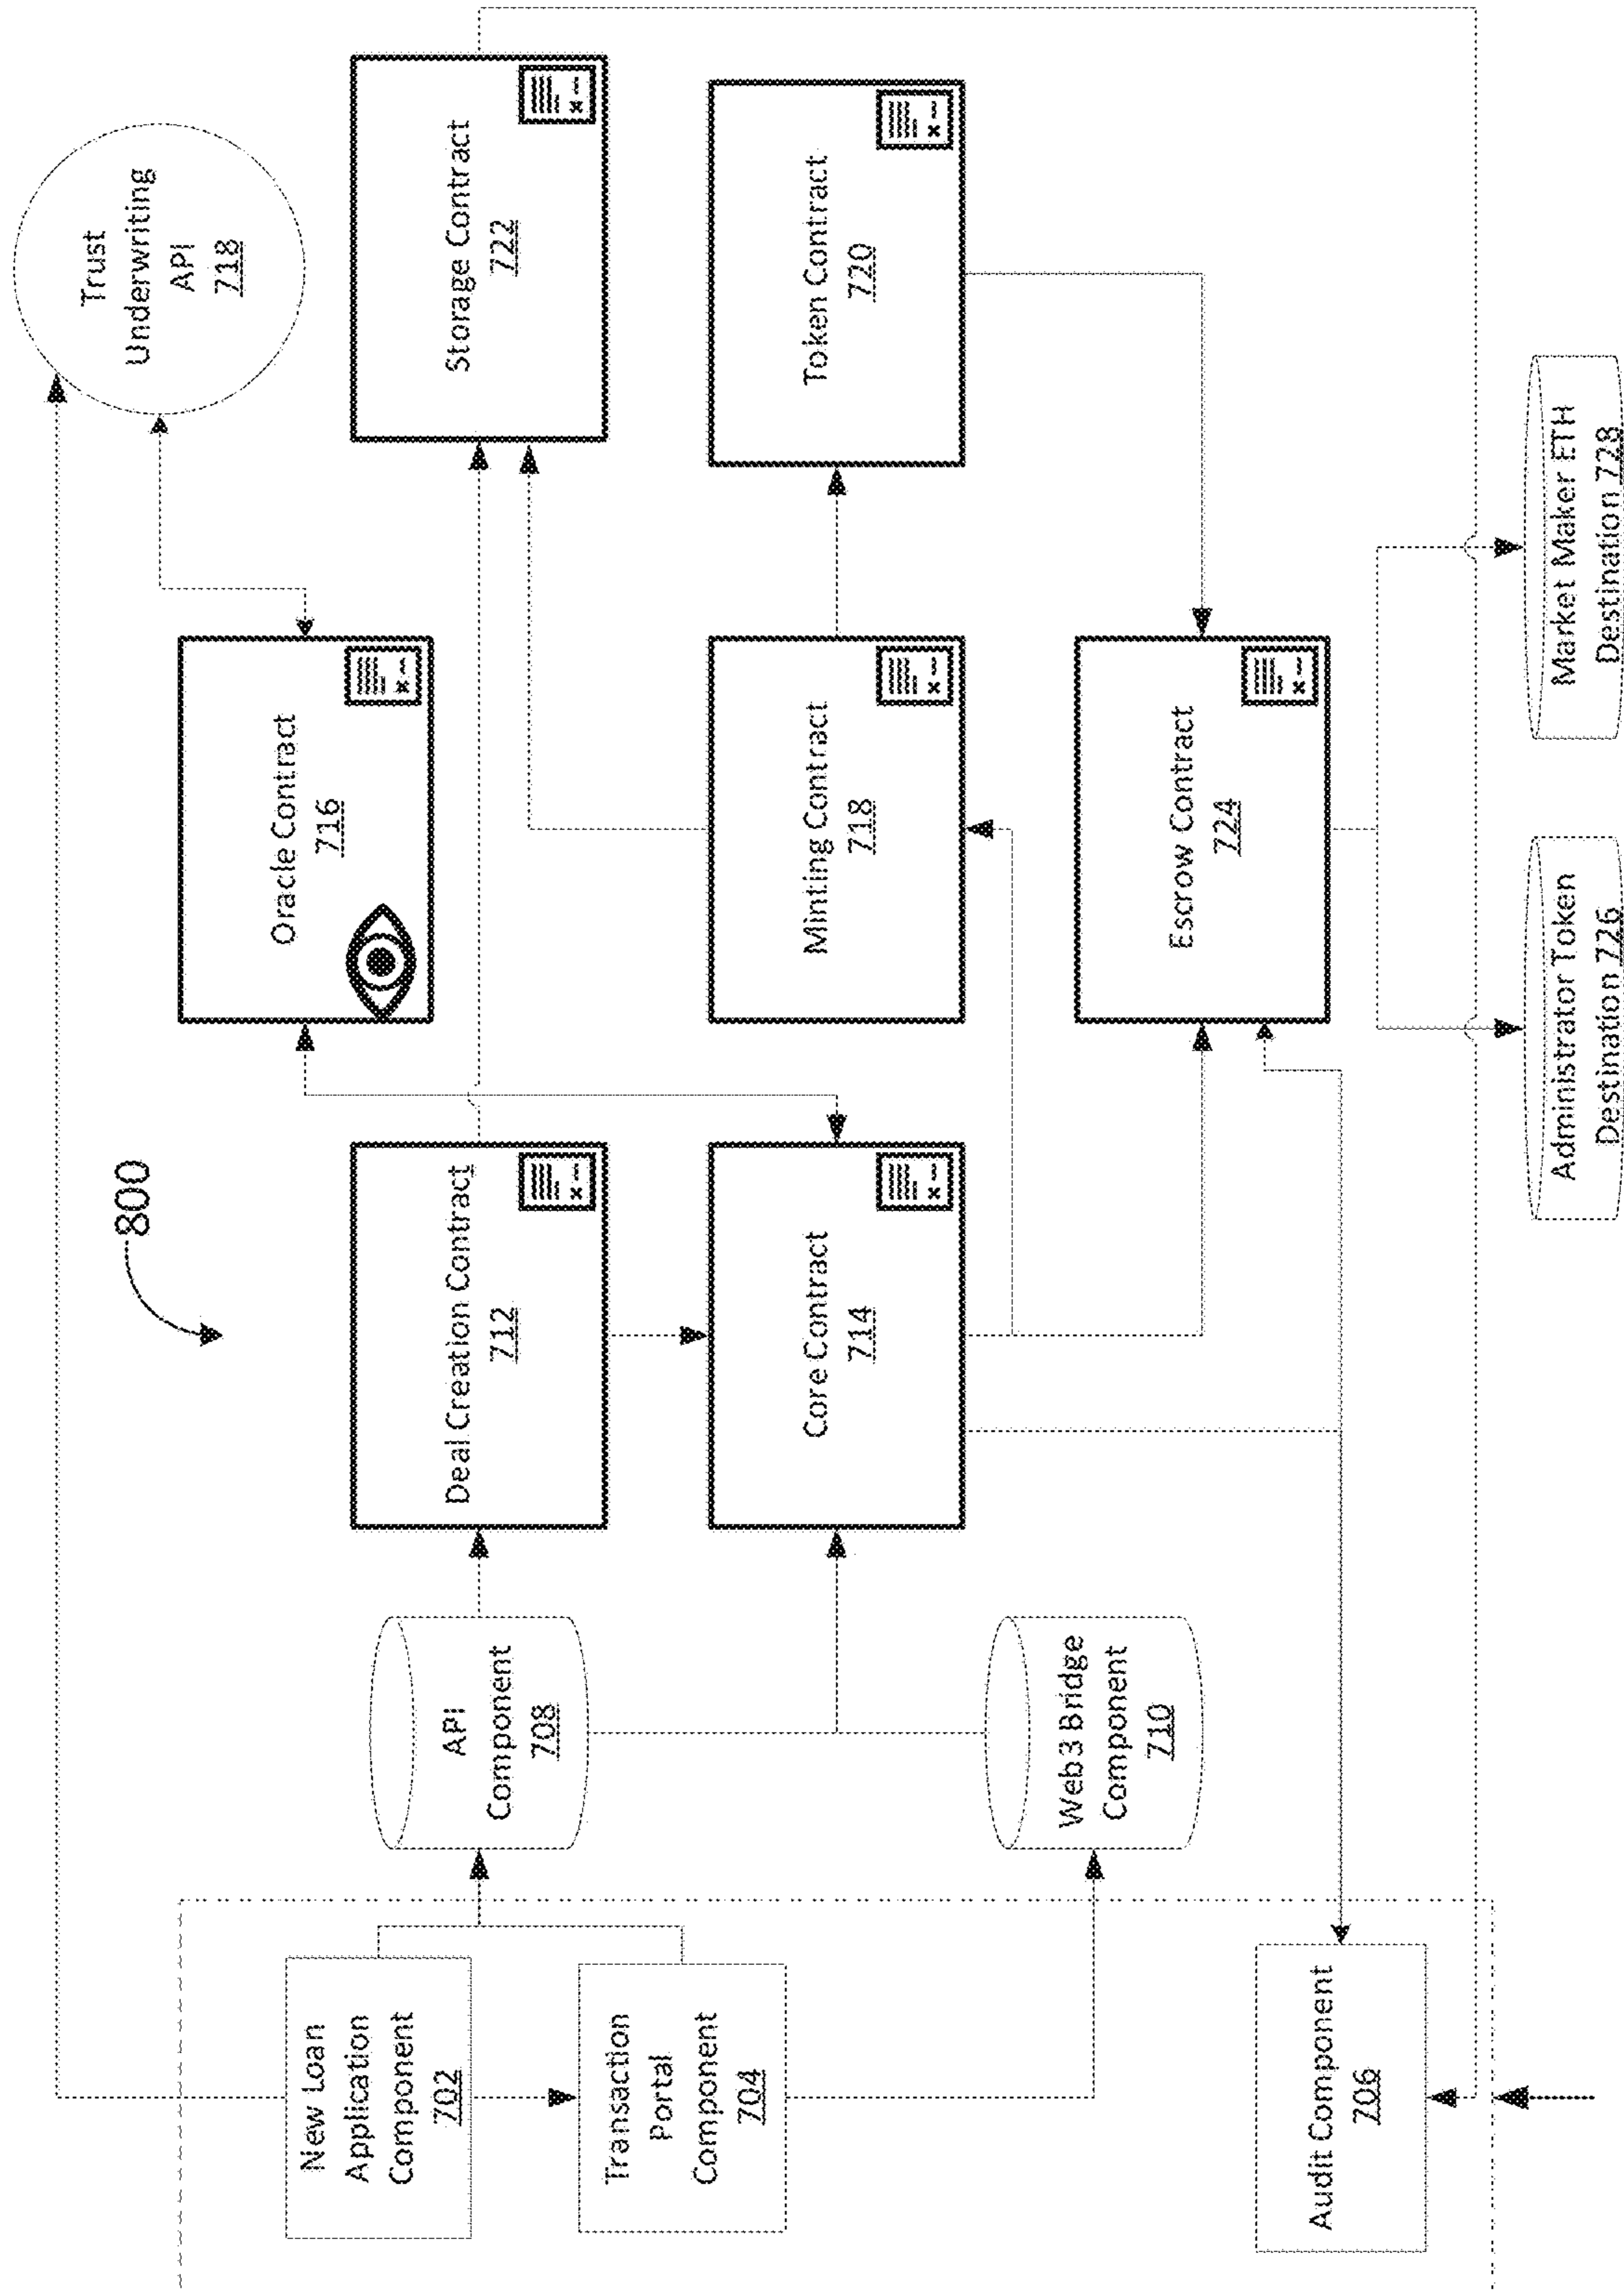 800
Trust
Underwriting
API
718
Oracle Contract
716
Deal Creation Contract
712
Storage Contract
722
New Loan
Application
Component
702
API
Component
708
Transaction
Portal
Component
704
Core Contract
714
Minting Contract
718
Token Contract
720
Web3 Bridge
Component
710
Escrow Contract
724
Audit Component
706
Administrator Token
Destination 726
Market Maker ETH
Destination 728